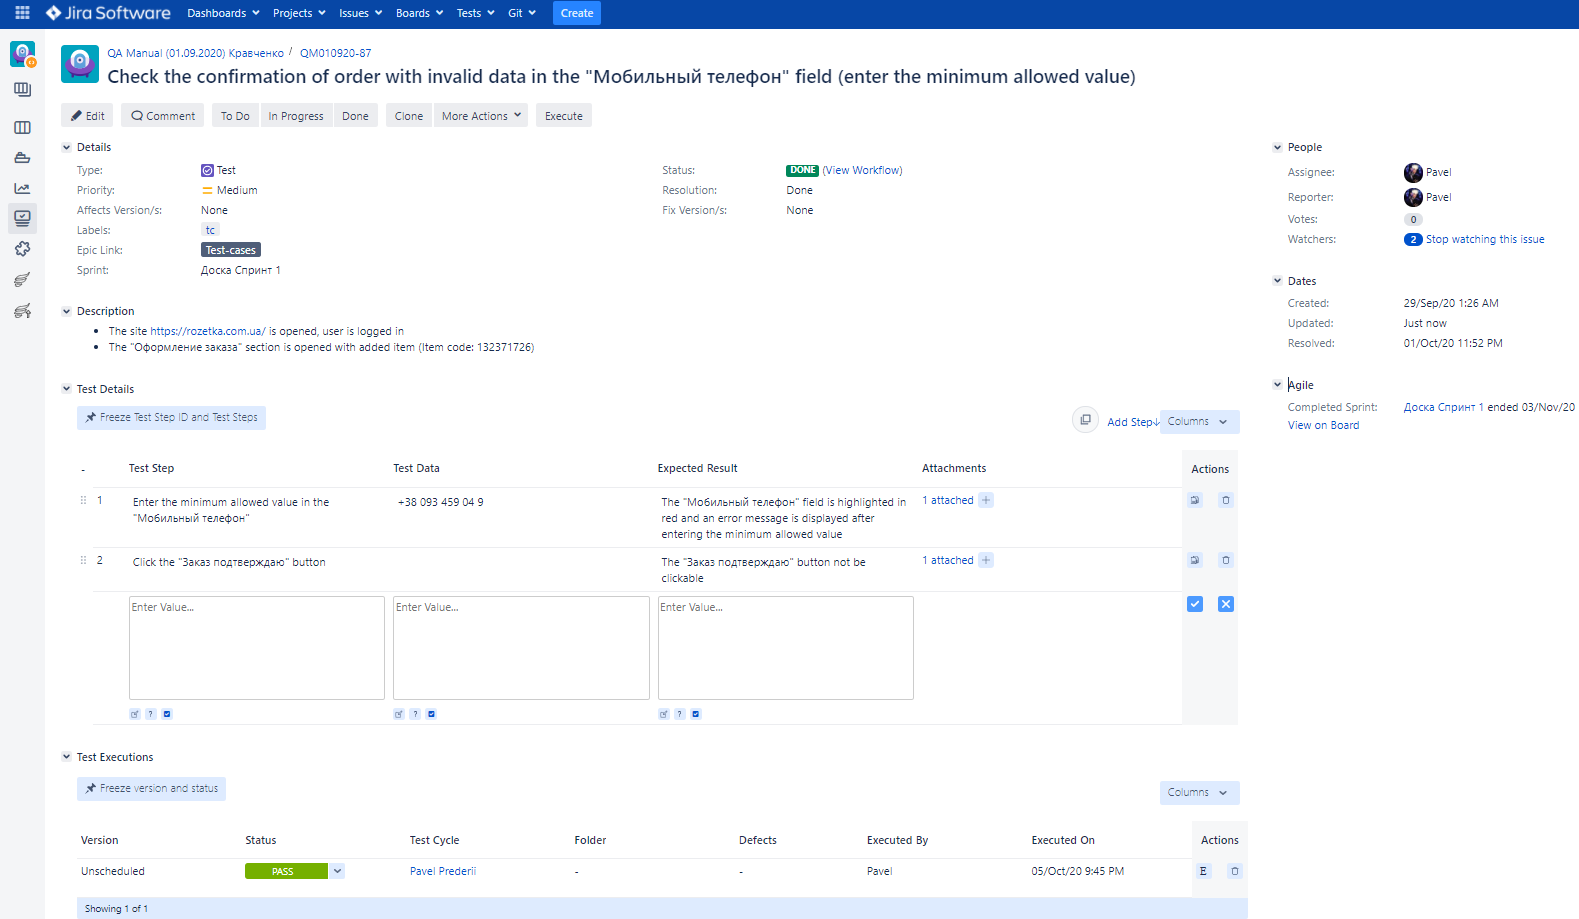 Jira Software Dashboards Projects Issues Boards Tests Git Create
QA Manual (01.09.2020) Кравченко / QM010920-87
Check the confirmation of order with invalid data in the "Мобильный телефон" field (enter the minimum allowed value)
Edit Comment To Do In Progress Done Clone More Actions Execute
Details
Type: Test
Priority: Medium
Affects Version/s: None
Labels: tc
Epic Link: Test-cases
Sprint: Доска Спринт 1
Status: DONE (View Workflow)
Resolution: Done
Fix Version/s: None
People
Assignee: Pavel
Reporter: Pavel
Votes: 0
Watchers: 2 Stop watching this issue
Dates
Created: 29/Sep/20 1:26 AM
Updated: Just now
Resolved: 01/Oct/20 11:52 PM
Agile
Completed Sprint: Доска Спринт 1 ended 03/Nov/20
View on Board
Description
The site https://rozetka.com.ua/ is opened, user is logged in
The "Оформление заказа" section is opened with added item (Item code: 132371726)
Test Details
Freeze Test Step ID and Test Steps
Add Step↓ Columns
- Test Step Test Data Expected Result Attachments Actions
1 Enter the minimum allowed value in the +38 093 459 04 9 The "Мобильный телефон" field is highlighted in 1 attached +
"Мобильный телефон" red and an error message is displayed after
entering the minimum allowed value
2 Click the "Заказ подтверждаю" button The "Заказ подтверждаю" button not be 1 attached +
clickable
Enter Value... Enter Value... Enter Value...
? ? ?
Test Executions
Freeze version and status
Columns
Version Status Test Cycle Folder Defects Executed By Executed On Actions
Unscheduled PASS Pavel Prederii - - Pavel 05/Oct/20 9:45 PM E
Showing 1 of 1